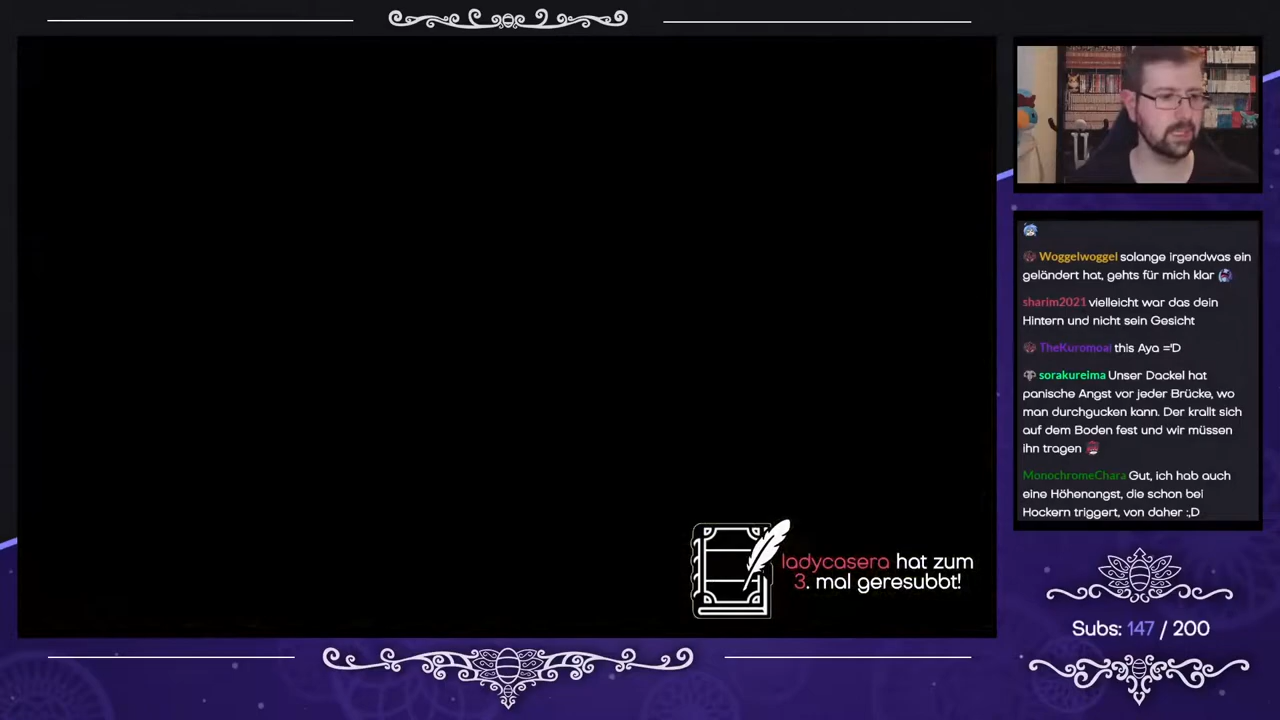 Woggelwoggel solange irgendwas ein
geländert hat, gehts für mich klar
sharim2021 vielleicht war das dein
Hintern und nicht sein Gesicht
TheKuromoai this Aya ='D
sorakureima Unser Dackel hat
panische Angst vor jeder Brücke, wo
man durchgucken kann. Der krallt sich
auf dem Boden fest und wir müssen
ihn tragen
MonochromeChara Gut, ich hab auch
eine Höhenangst, die schon bei
Hockern triggert, von daher :,D
ladycasera hat zum
3. mal geresubbt!
Subs: 147 / 200